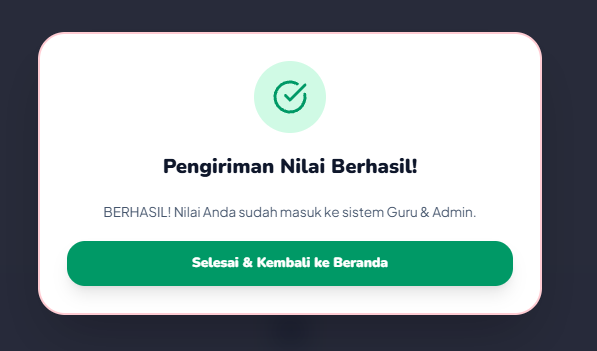 Pengiriman Nilai Berhasil!
BERHASIL! Nilai Anda sudah masuk ke sistem Guru & Admin.
Selesai & Kembali ke Beranda